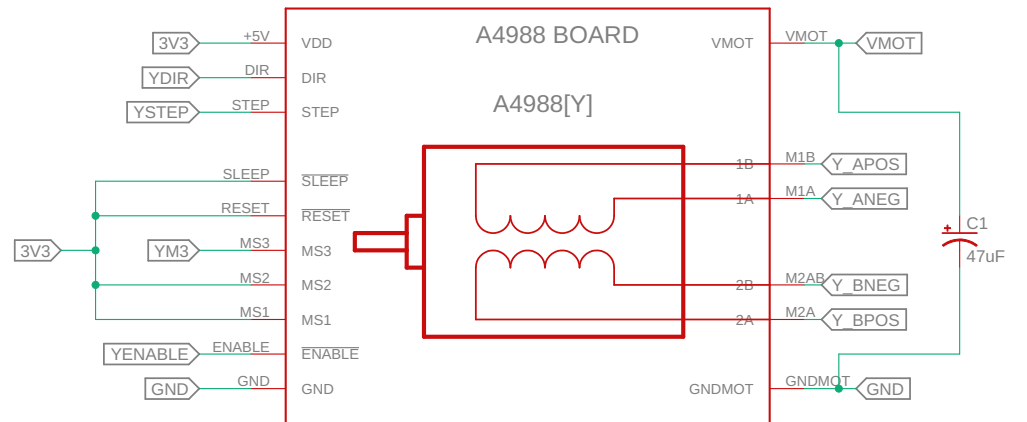 A4988 BOARD
A4988[Y]
3V3 +5V VDD
YDIR DIR DIR
YSTEP STEP STEP
SLEEP SLEEP
RESET RESET
3V3
YM3 MS3 MS3
MS2 MS2
MS1 MS1
YENABLE ENABLE ENABLE
GND GND GND
VMOT VMOT VMOT
1B M1B Y_APOS
1A M1A Y_ANEG
2B M2AB Y_BNEG
2A M2A Y_BPOS
GNDMOT GNDMOT GND
+ C1
47uF